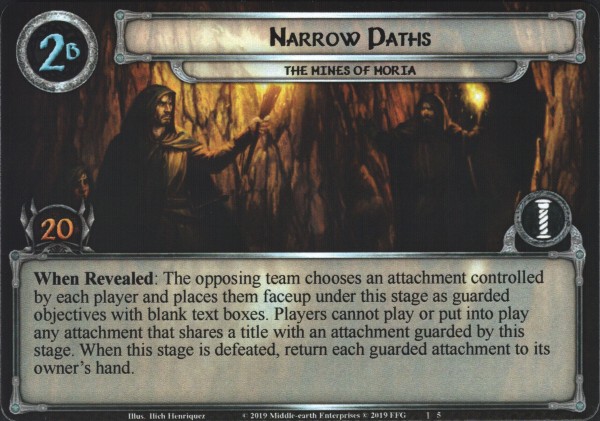 2B
NARROW PATHS
THE MINES OF MORIA
20
When Revealed: The opposing team chooses an attachment controlled
by each player and places them faceup under this stage as guarded
objectives with blank text boxes. Players cannot play or put into play
any attachment that shares a title with an attachment guarded by this
stage. When this stage is defeated, return each guarded attachment to its
owner's hand.
Illus. Ilich Henriquez © 2019 Middle-earth Enterprises © 2019 FFG 1 5